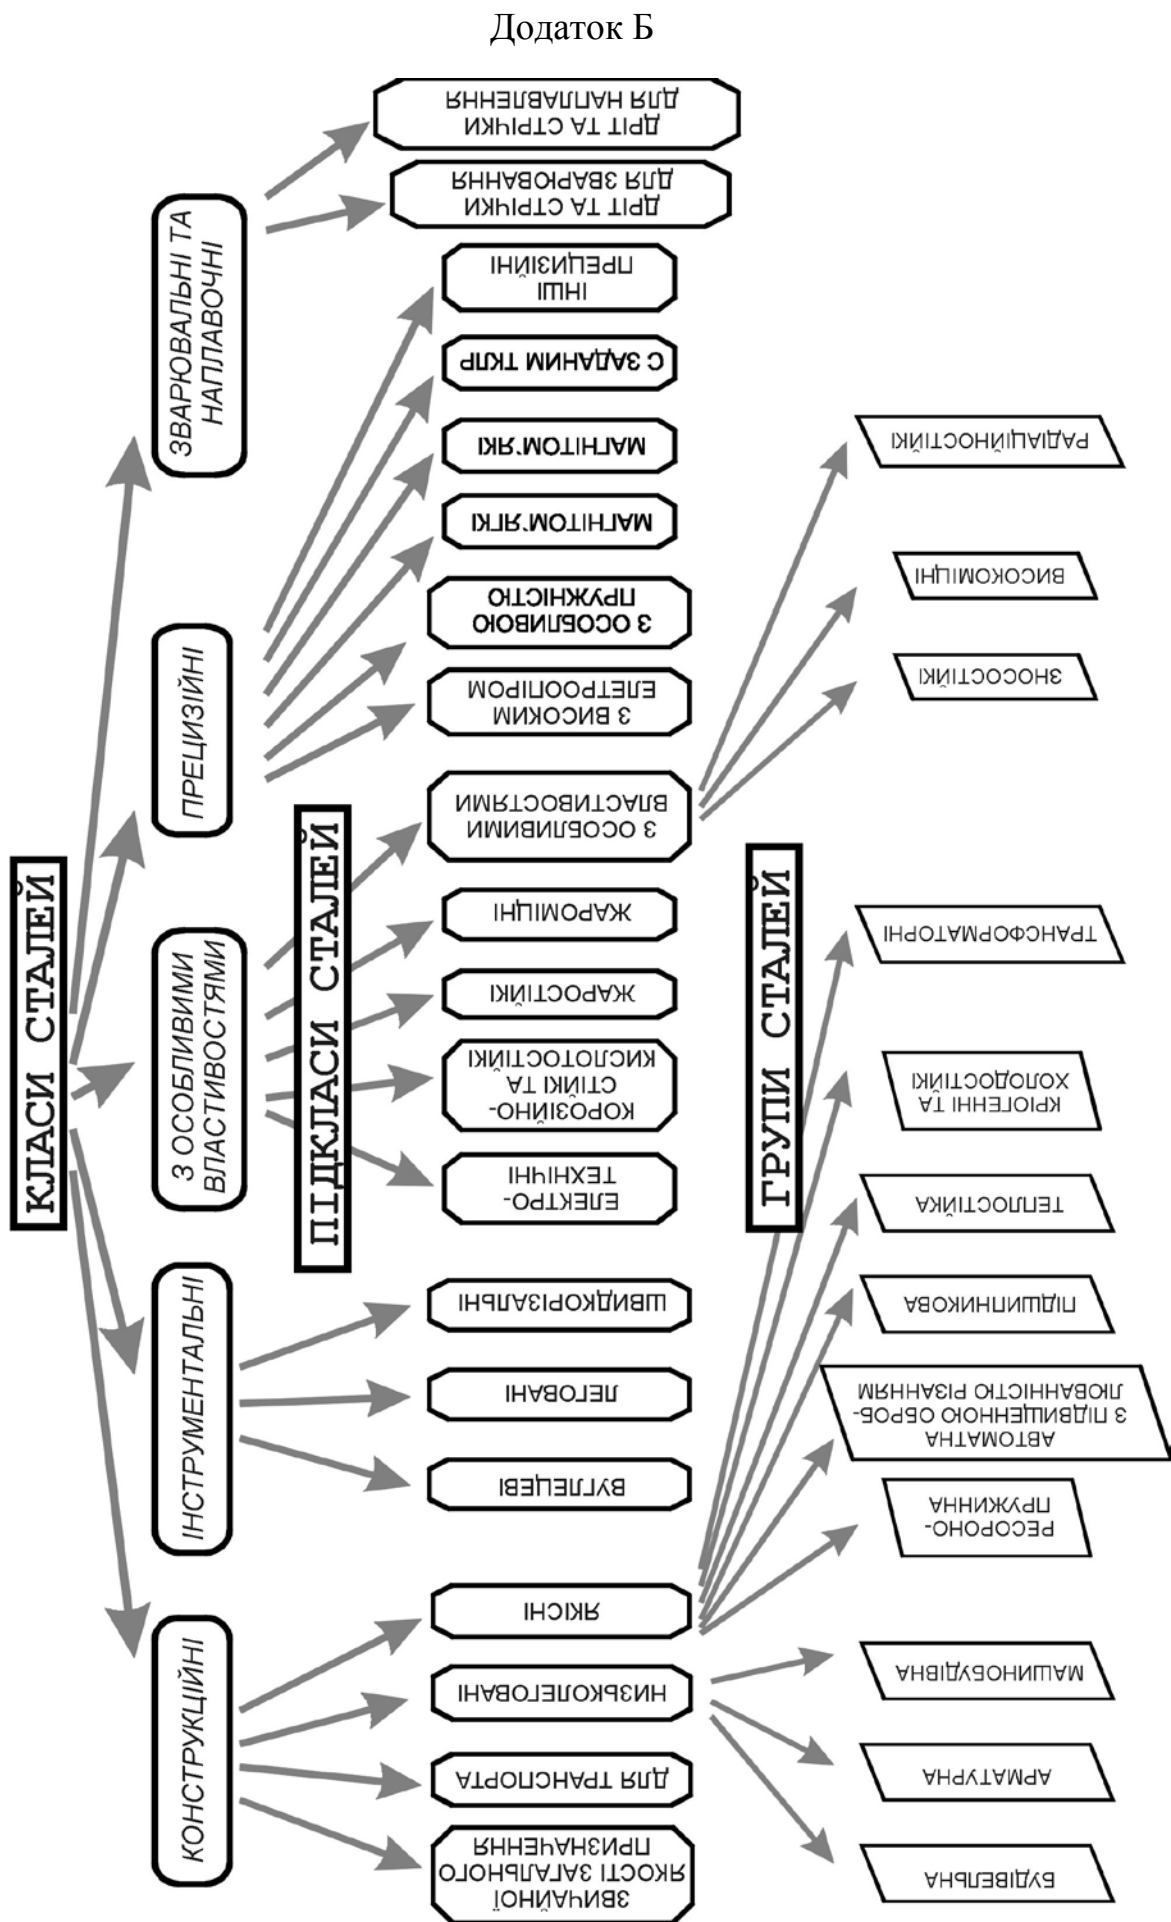 Додаток Б
КЛАСИ СТАЛЕЙ
ЗВАРЮВАЛЬНІ ТА
НАПЛАВОЧНІ
ПРЕЦИЗІЙНІ
З ОСОБЛИВИМИ
ВЛАСТИВОСТЯМИ
ІНСТРУМЕНТАЛЬНІ
КОНСТРУКЦІЙНІ
ПІДКЛАСИ СТАЛЕЙ
ДРІТ ТА СТРІЧКИ
ДЛЯ НАПЛАВЛЕННЯ
ДРІТ ТА СТРІЧКИ
ДЛЯ ЗВАРЮВАННЯ
ІНШІ
ПРЕЦИЗІЙНІ
С ЗАДАНИМ ТКЛР
МАГНІТОМ'ЯКІ
МАГНІТОМ'ЯГКІ
З ОСОБЛИВОЮ
ПРУЖНІСТЮ
З ВИСОКИМ
ЕЛЕТРООПІРОМ
З ОСОБЛИВИМИ
ВЛАСТИВОСТЯМИ
ЖАРОМІЦНІ
ЖАРОСТІЙКІ
КОРОЗІЙНО-
СТІЙКІ ТА
КИСЛОТОСТІЙКІ
ЕЛЕКТРО-
ТЕХНІЧНІ
ШВИДКОРІЗАЛЬНІ
ЛЕГОВАНІ
ВУГЛЕЦЕВІ
ЯКІСНІ
НИЗЬКОЛЕГОВАНІ
ДЛЯ ТРАНСПОРТА
ЗВИЧАЙНОЇ
ЯКОСТІ ЗАГАЛЬНОГО
ПРИЗНАЧЕННЯ
ГРУПИ СТАЛЕЙ
РАДІАЦІЙНОСТІЙКІ
ВИСОКОМІЦНІ
ЗНОСОСТІЙКІ
ТРАНСФОРМАТОРНІ
КРІОГЕННІ ТА
ХОЛОДОСТІЙКІ
ТЕПЛОСТІЙКА
ПІДШИПНИКОВА
АВТОМАТНА
З ПІДВИЩЕННОЮ ОБРОБ-
ЛЮВАННІСТЮ РІЗАННЯМ
РЕСОРОНО-
ПРУЖИННА
МАШИНОБУДІВНА
АРМАТУРНА
БУДІВЕЛЬНА